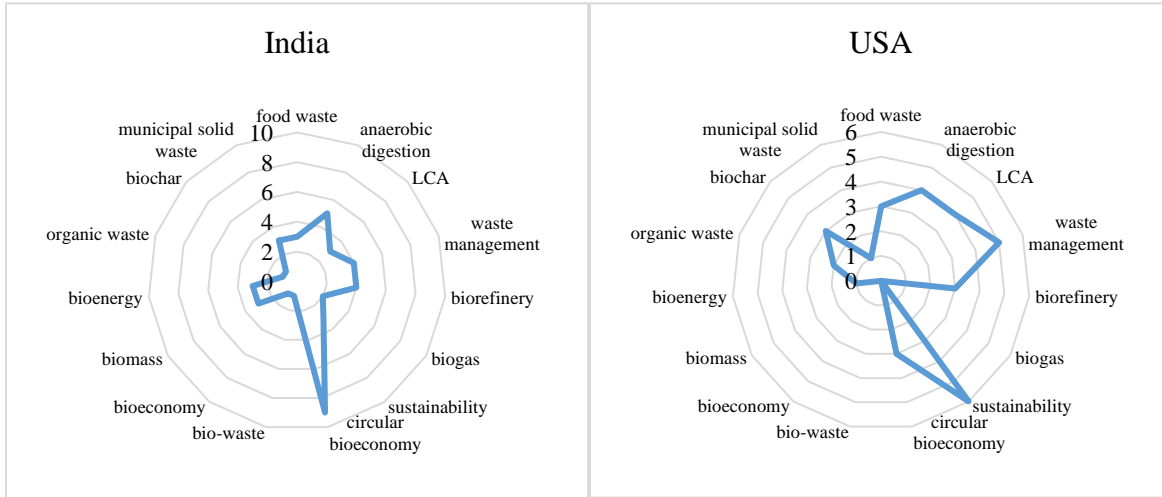 India
food waste
anaerobic
digestion
LCA
waste
management
biorefinery
biogas
sustainability
circular
bioeconomy
bio-waste
bioeconomy
biomass
bioenergy
organic waste
biochar
municipal solid
waste
10
8
6
4
2
0
USA
food waste
anaerobic
digestion
LCA
waste
management
biorefinery
biogas
sustainability
circular
bioeconomy
bio-waste
bioeconomy
biomass
bioenergy
organic waste
biochar
municipal solid
waste
6
5
4
3
2
1
0